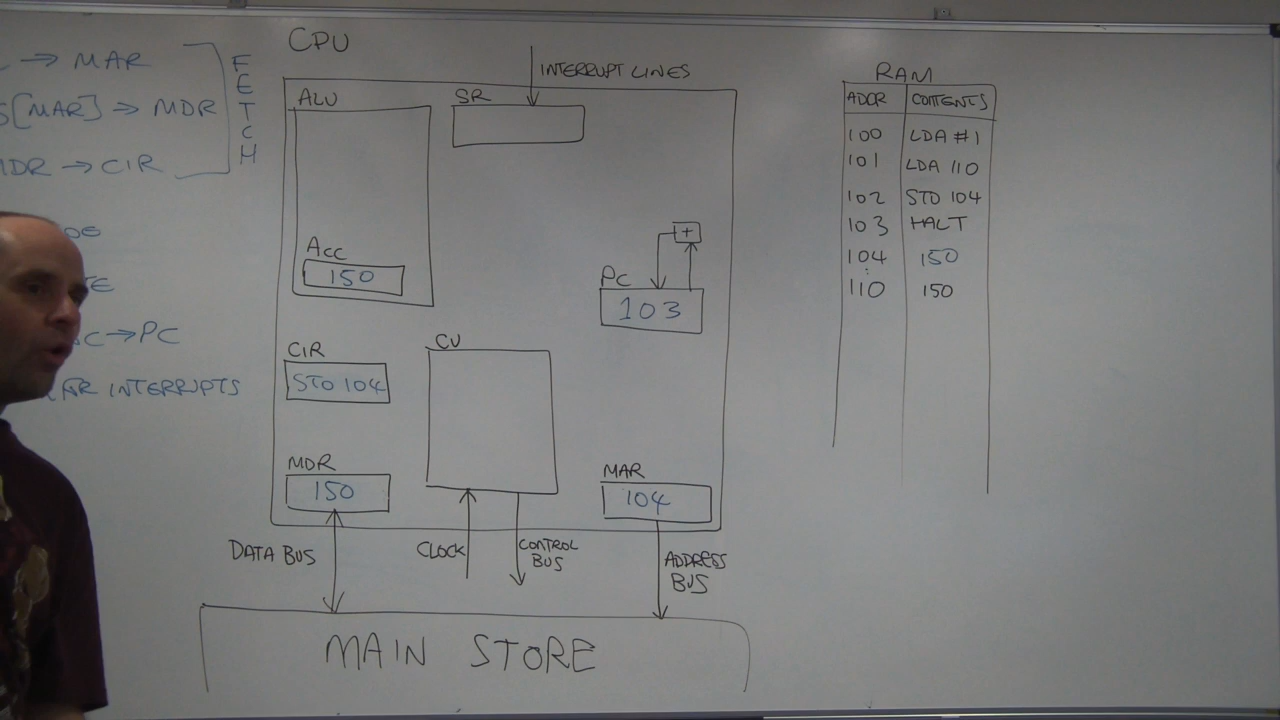 → MAR
[MAR] → MDR
MDR → CIR
FETCH
→ PC
INTERRUPTS
CPU
INTERRUPT LINES
ALU
SR
+
Acc
150
PC
103
CIR
STO 104
CU
MDR
150
MAR
104
DATA BUS
CLOCK
CONTROL BUS
ADDRESS BUS
MAIN STORE
RAM
ADDR CONTENTS
100 LDA #1
101 LDA 110
102 STO 104
103 HALT
104 150
110 150